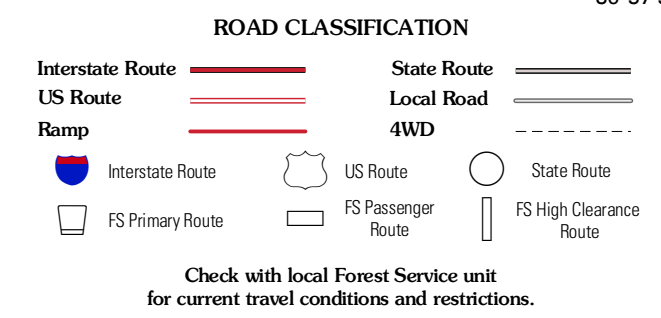 ROAD CLASSIFICATION
Interstate Route
State Route
US Route
Local Road
Ramp
4WD
Interstate Route
US Route
State Route
FS Primary Route
FS Passenger
Route
FS High Clearance
Route
Check with local Forest Service unit
for current travel conditions and restrictions.